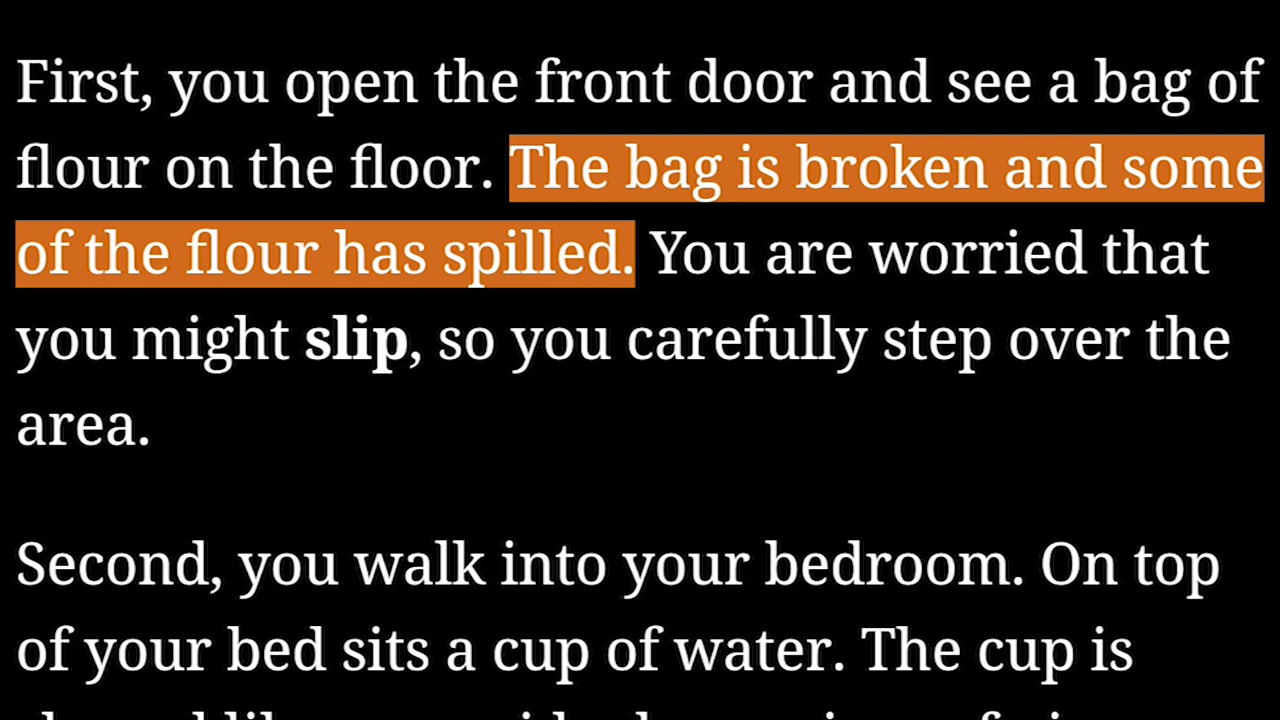 First, you open the front door and see a bag of
flour on the floor. The bag is broken and some
of the flour has spilled. You are worried that
you might slip, so you carefully step over the
area.
Second, you walk into your bedroom. On top
of your bed sits a cup of water. The cup is